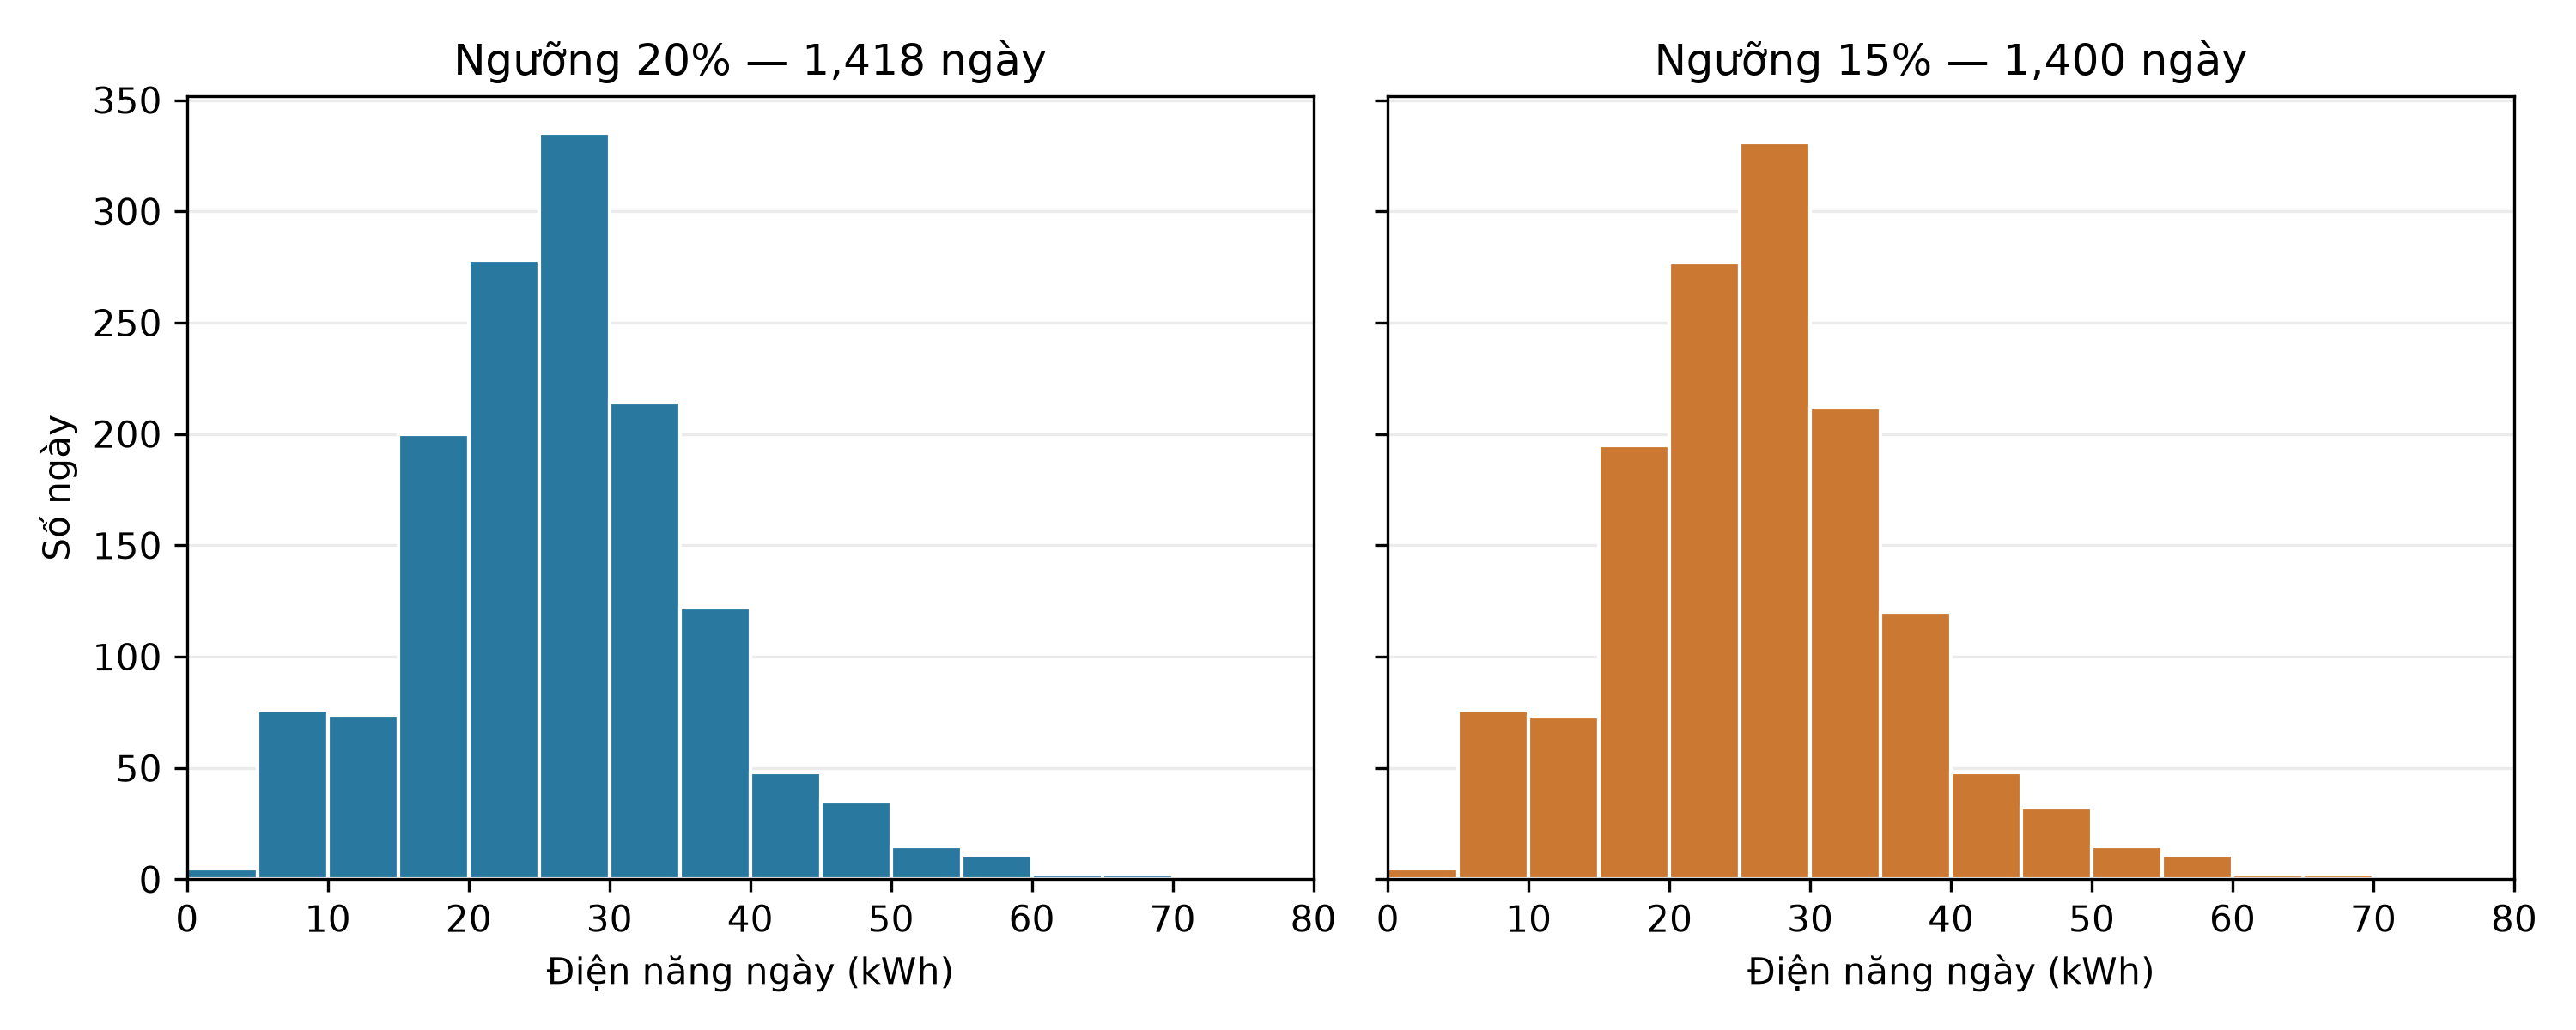 Ngưỡng 20% — 1,418 ngày
Số ngày
350
300
250
200
150
100
50
0
0 10 20 30 40 50 60 70 80
Điện năng ngày (kWh)
Ngưỡng 15% — 1,400 ngày
0 10 20 30 40 50 60 70 80
Điện năng ngày (kWh)